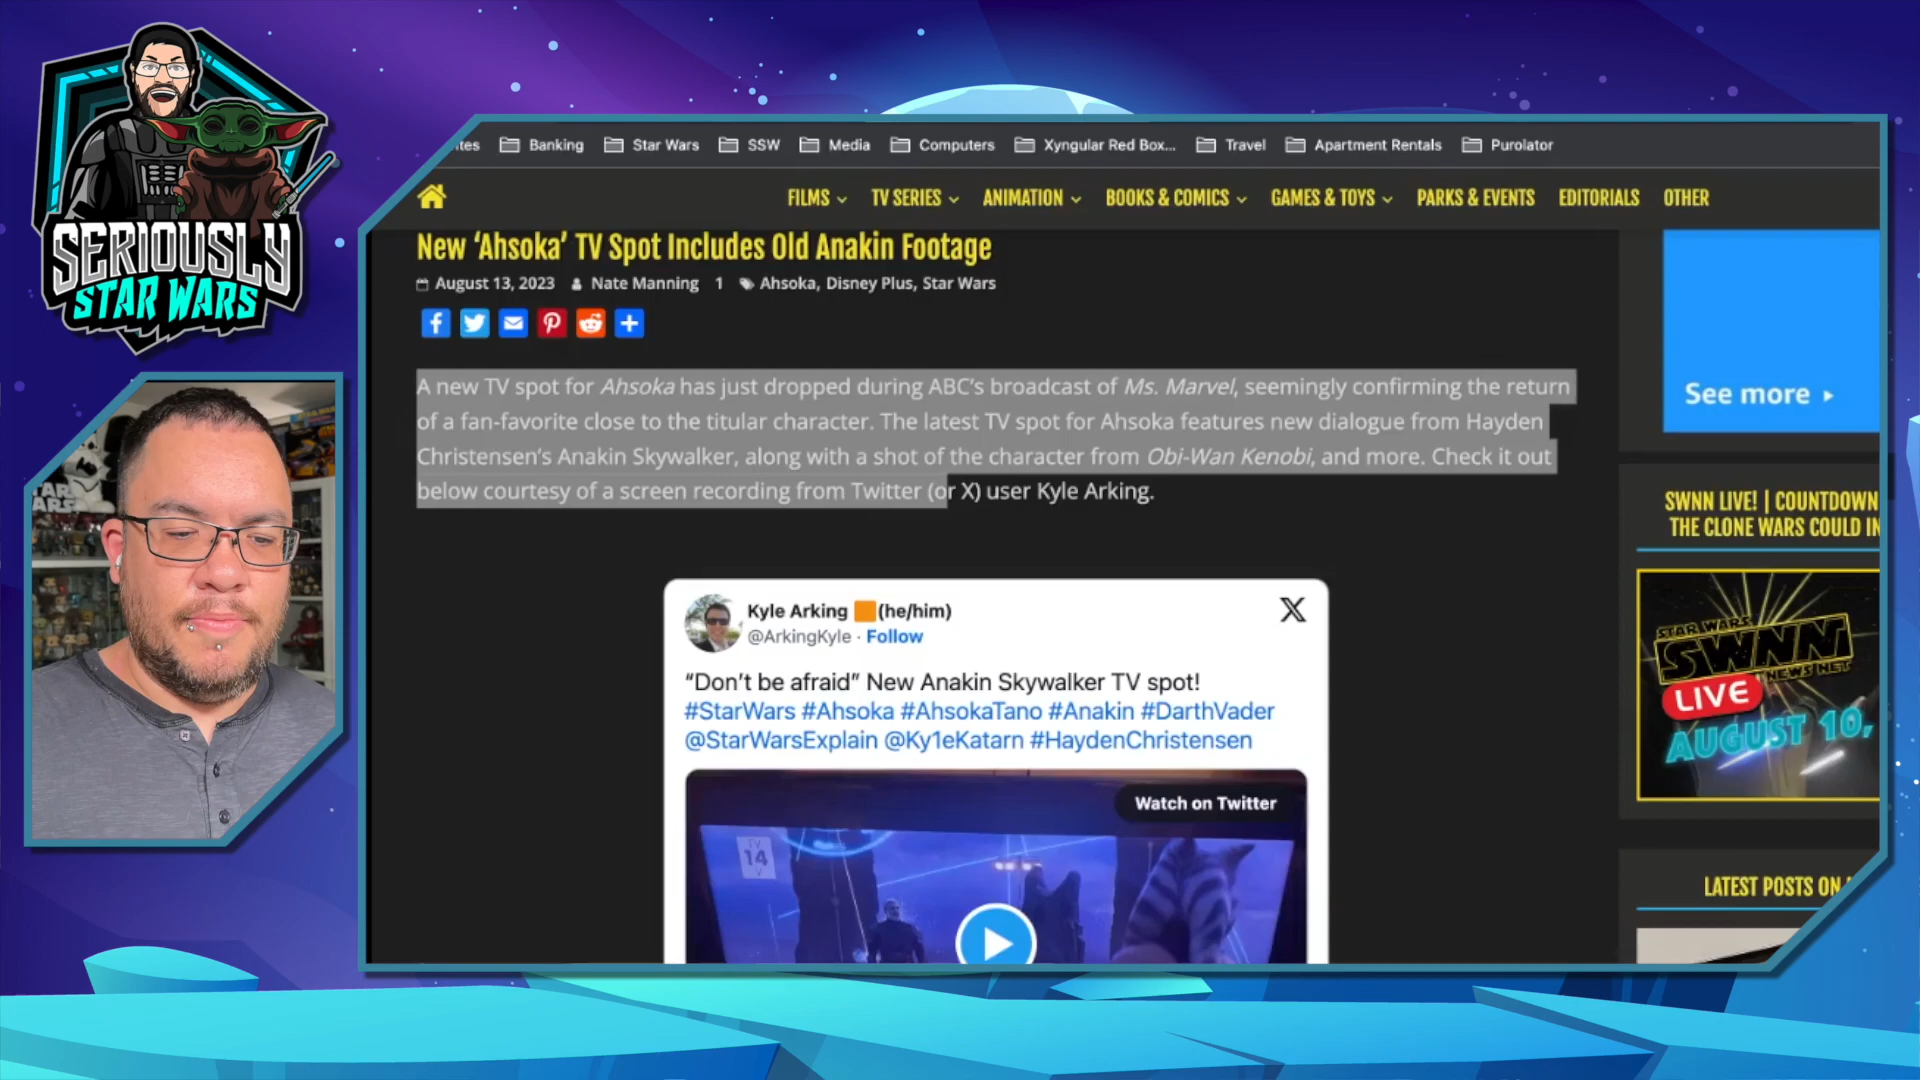 SERIOUSLY
STAR WARS
tes Banking Star Wars SSW Media Computers Xyngular Red Box... Travel Apartment Rentals Purolator
FILMS TV SERIES ANIMATION BOOKS & COMICS GAMES & TOYS PARKS & EVENTS EDITORIALS OTHER
New ‘Ahsoka’ TV Spot Includes Old Anakin Footage
August 13, 2023 Nate Manning 1 Ahsoka, Disney Plus, Star Wars
A new TV spot for Ahsoka has just dropped during ABC’s broadcast of Ms. Marvel, seemingly confirming the return
of a fan-favorite close to the titular character. The latest TV spot for Ahsoka features new dialogue from Hayden
Christensen’s Anakin Skywalker, along with a shot of the character from Obi-Wan Kenobi, and more. Check it out
below courtesy of a screen recording from Twitter (or X) user Kyle Arking.
Kyle Arking (he/him)
@ArkingKyle · Follow
“Don’t be afraid” New Anakin Skywalker TV spot!
#StarWars #Ahsoka #AhsokaTano #Anakin #DarthVader
@StarWarsExplain @Ky1eKatarn #HaydenChristensen
Watch on Twitter
TV
14
See more
SWNN LIVE! | COUNTDOWN
THE CLONE WARS COULD IN
STAR WARS
SWNN
NEWS NET
LIVE
AUGUST 10,
LATEST POSTS ON